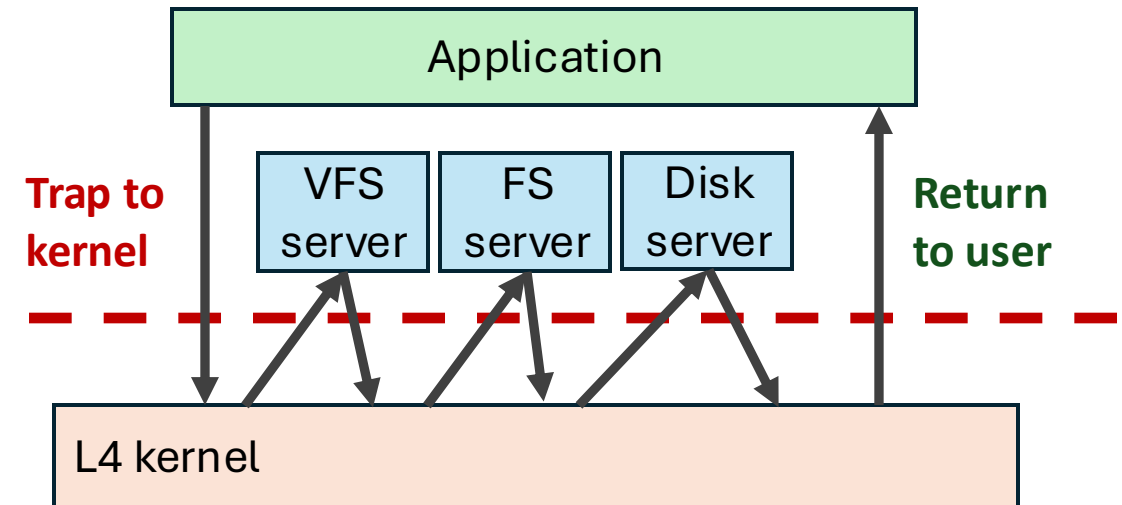 Application
Trap to
kernel
VFS
server
FS
server
Disk
server
Return
to user
L4 kernel